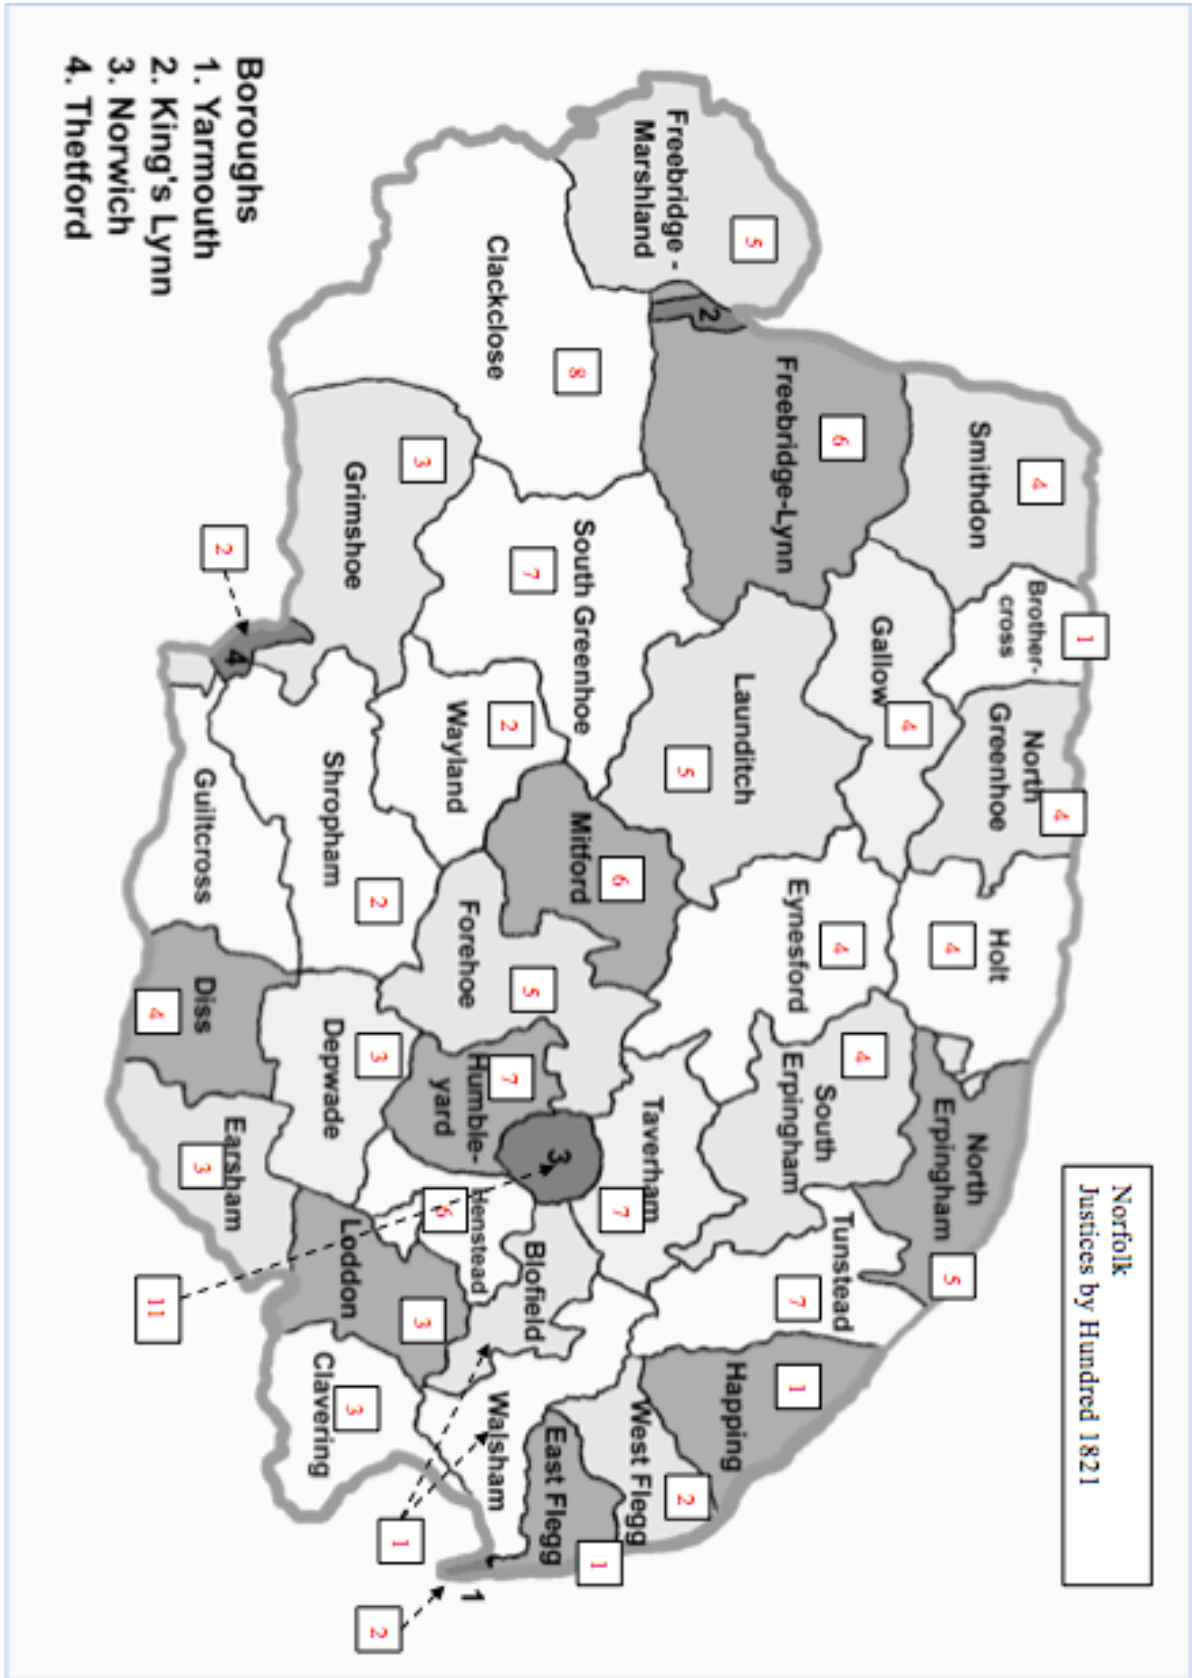 Norfolk
Justices by Hundred 1821
Smithdon
4
Brother-
cross
1
North
Greenhoe
4
Holt
4
North
Erpingham
5
Freebridge -
Marshland
5
2
Freebridge-Lynn
6
Gallow
4
Launditch
5
Eynesford
4
South
Erpingham
4
Tunstead
7
Happing
1
Clackclose
8
South Greenhoe
7
Mitford
6
Taverham
7
West Flegg
2
East Flegg
1
Grimshoe
3
Wayland
2
Forehoe
5
Humble-
yard
7
3
Henstead
6
Blofield
Walsham
1
1
2
2
4
Shropham
2
Depwade
3
Loddon
3
Clavering
3
Guiltcross
Diss
4
Earsham
3
11
Boroughs
1. Yarmouth
2. King's Lynn
3. Norwich
4. Thetford